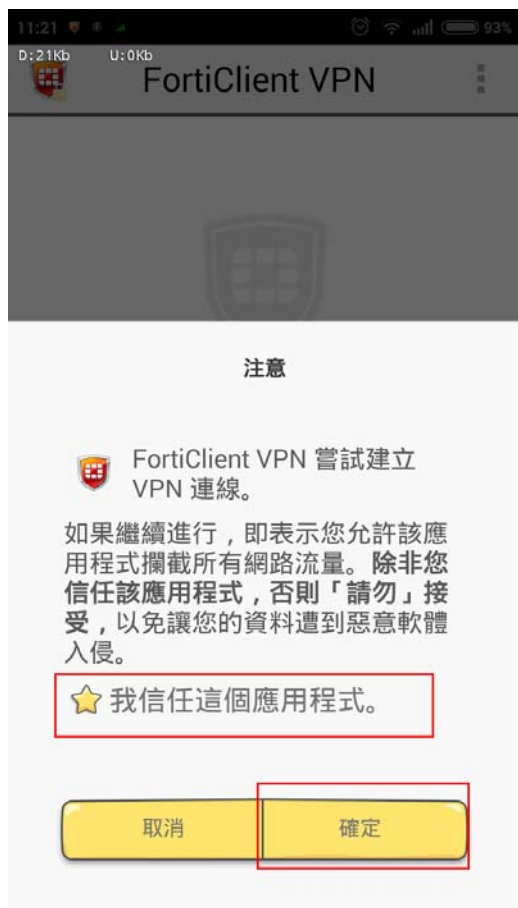 11:21 93%
D:21Kb U:0Kb
FortiClient VPN
注意
FortiClient VPN 嘗試建立
VPN 連線。
如果繼續進行，即表示您允許該應
用程式攔截所有網路流量。除非您
信任該應用程式，否則「請勿」接
受，以免讓您的資料遭到惡意軟體
入侵。
我信任這個應用程式。
取消 確定